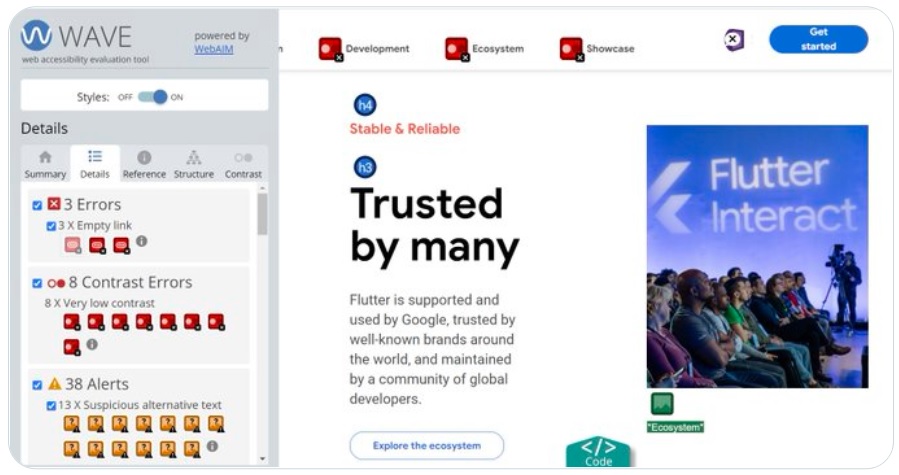 WAVE
powered by
WebAIM
web accessibility evaluation tool
Styles: OFF ON
Details
Summary Details Reference Structure Contrast
3 Errors
3 X Empty link
8 Contrast Errors
8 X Very low contrast
38 Alerts
13 X Suspicious alternative text
Development Ecosystem Showcase
Get
started
h4
Stable & Reliable
h3
Trusted
by many
Flutter is supported and
used by Google, trusted by
well-known brands around
the world, and maintained
by a community of global
developers.
Explore the ecosystem
Flutter
Interact
"Ecosystem"
</>
Code